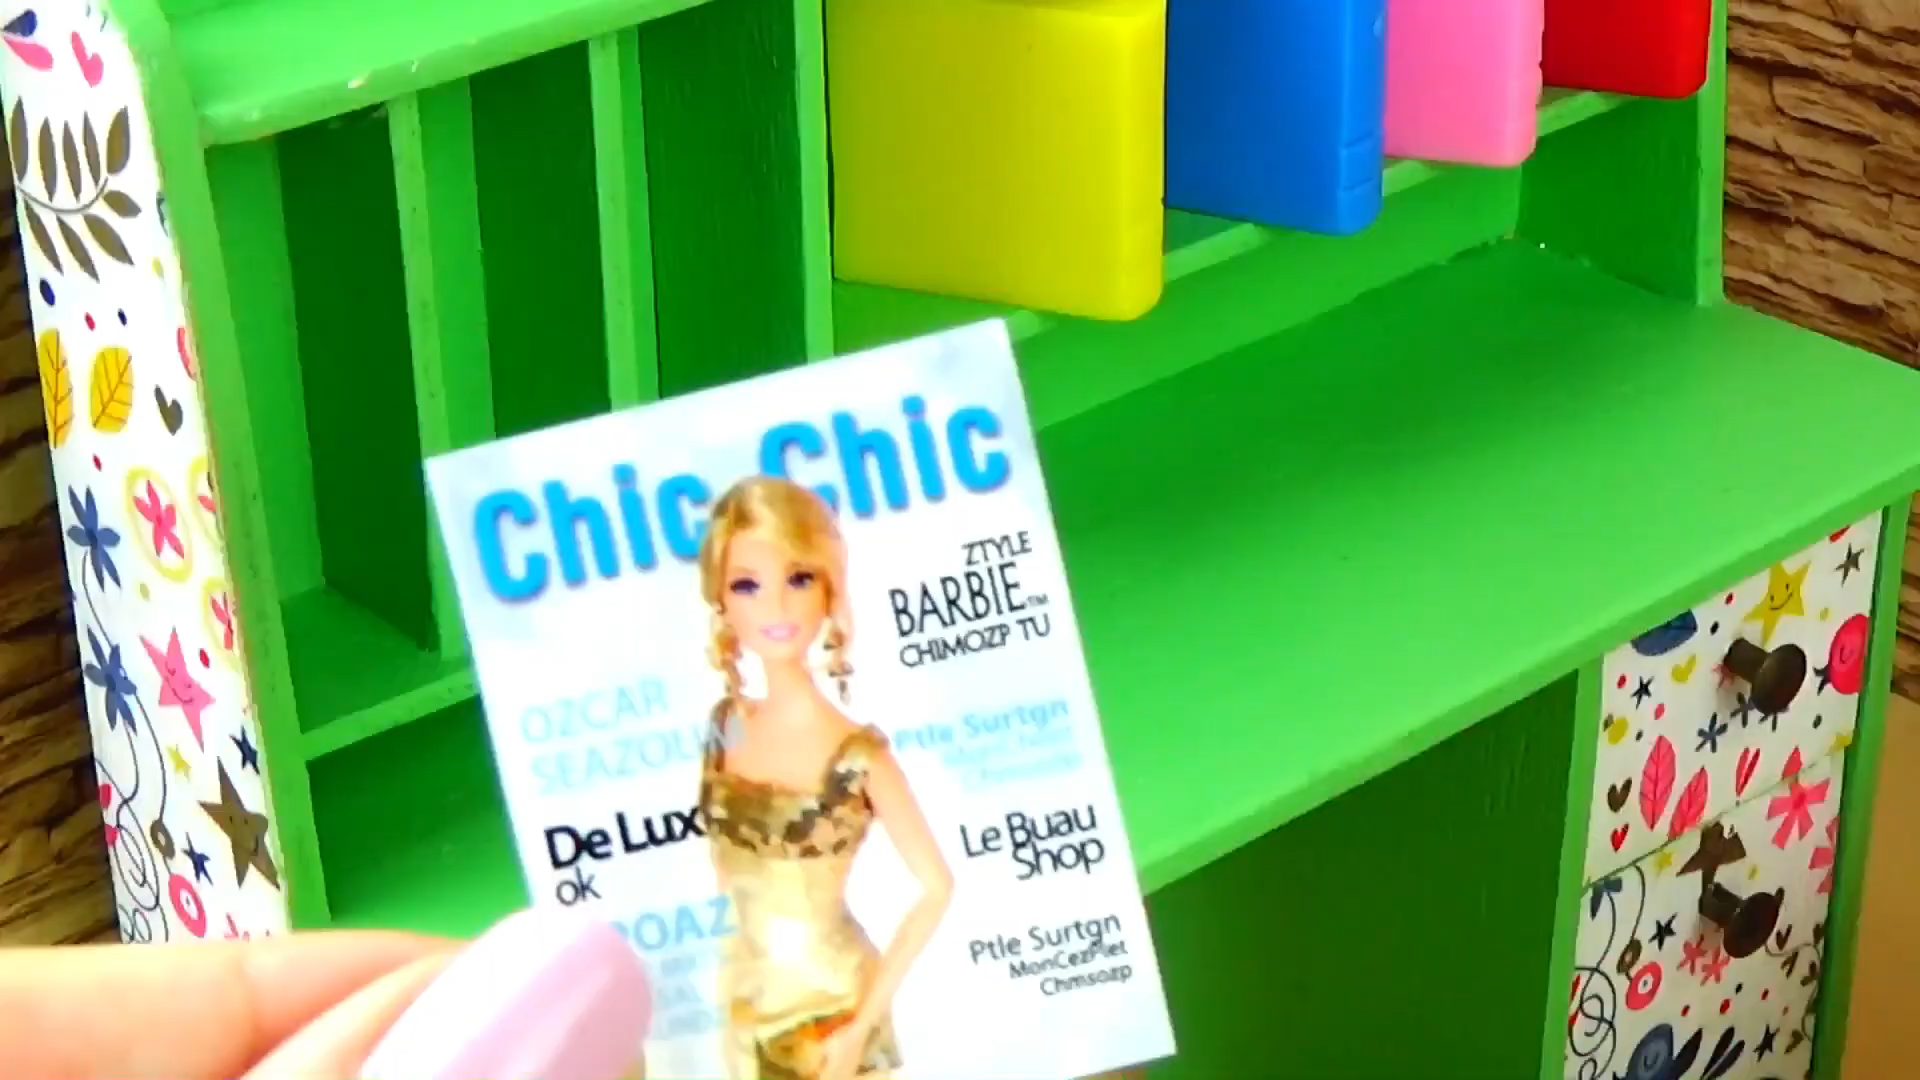 Chic Chic
ZTYLE
BARBIE™
CHIMOZP TU
OZCAR
Ptle Surtgn
De Lux
ok
Le Buau
Shop
Ptle Surtgn
MonCezPlet
Chmsozp